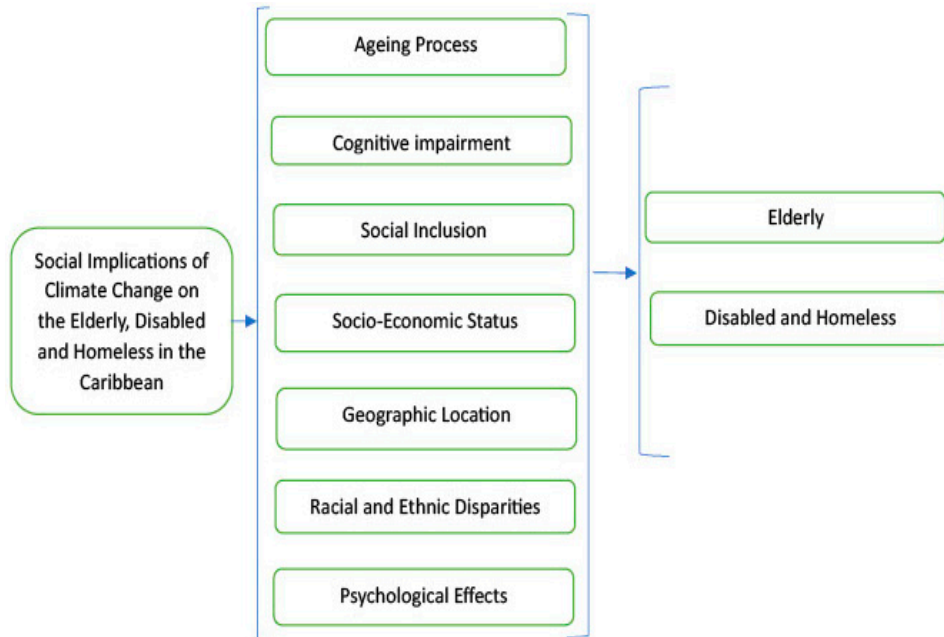 Social Implications of
Climate Change on
the Elderly, Disabled
and Homeless in the
Caribbean
Ageing Process
Cognitive impairment
Social Inclusion
Socio-Economic Status
Geographic Location
Racial and Ethnic Disparities
Psychological Effects
Elderly
Disabled and Homeless